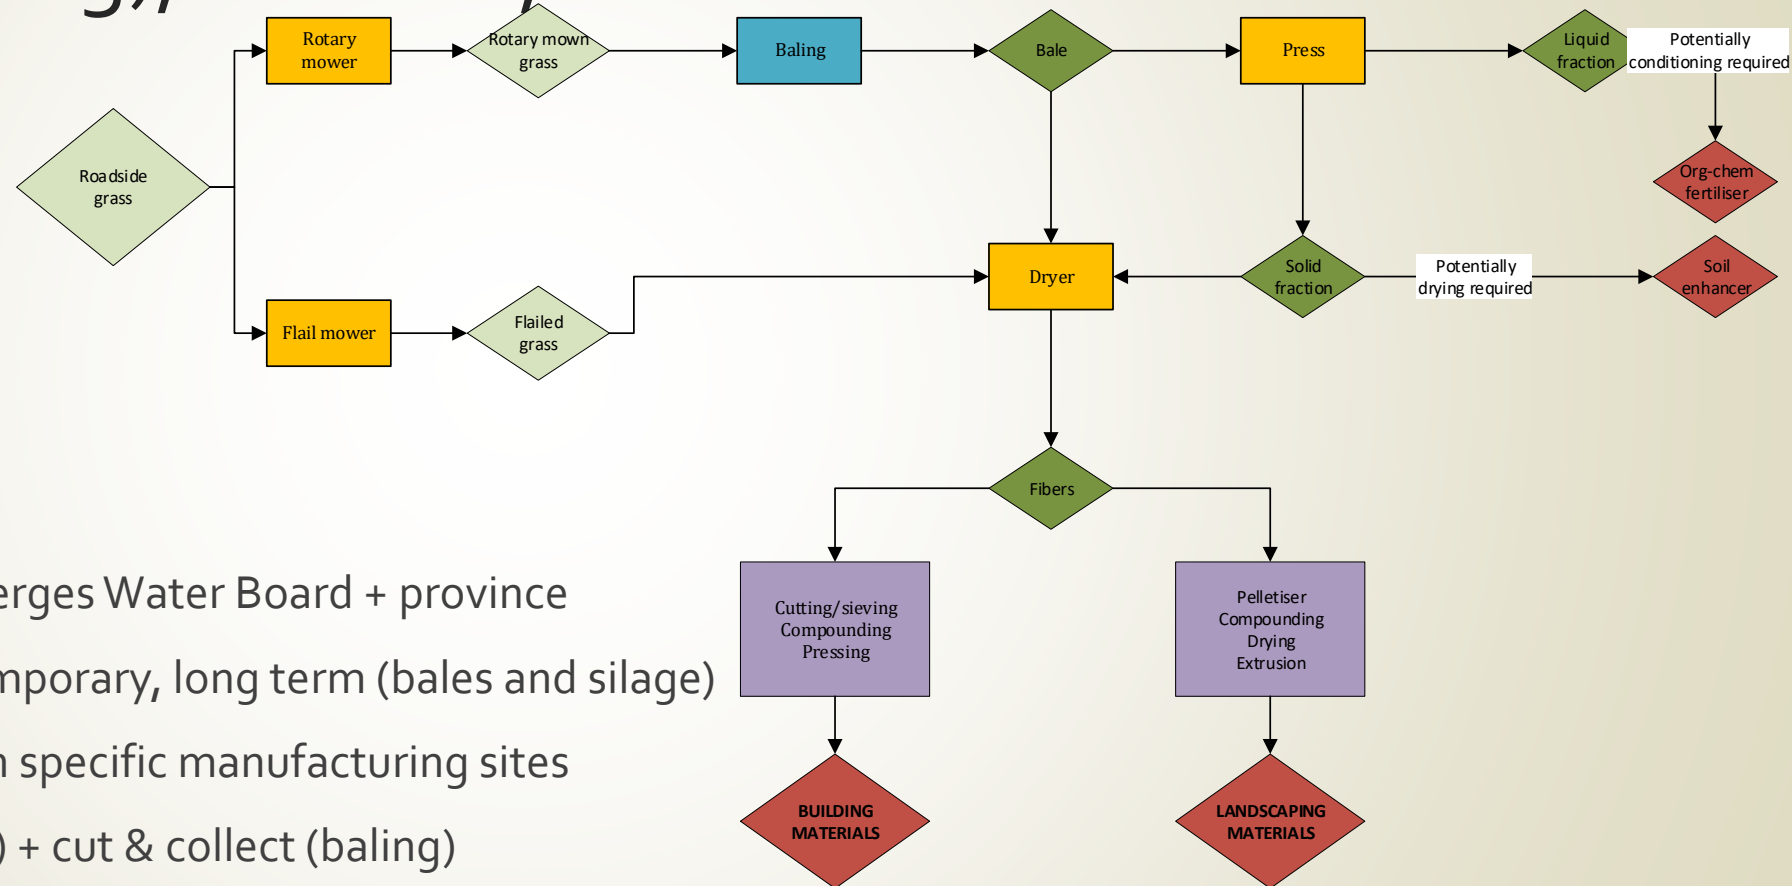 Rotary
mower
Rotary mown
grass
Baling
Bale
Press
Liquid
fraction
Potentially
conditioning required
Roadside
grass
Org-chem
fertiliser
Flail mower
Flailed
grass
Dryer
Solid
fraction
Potentially
drying required
Soil
enhancer
Fibers
Cutting/sieving
Compounding
Pressing
Pelletiser
Compounding
Drying
Extrusion
BUILDING
MATERIALS
LANDSCAPING
MATERIALS
erges Water Board + province
mporary, long term (bales and silage)
n specific manufacturing sites
) + cut & collect (baling)